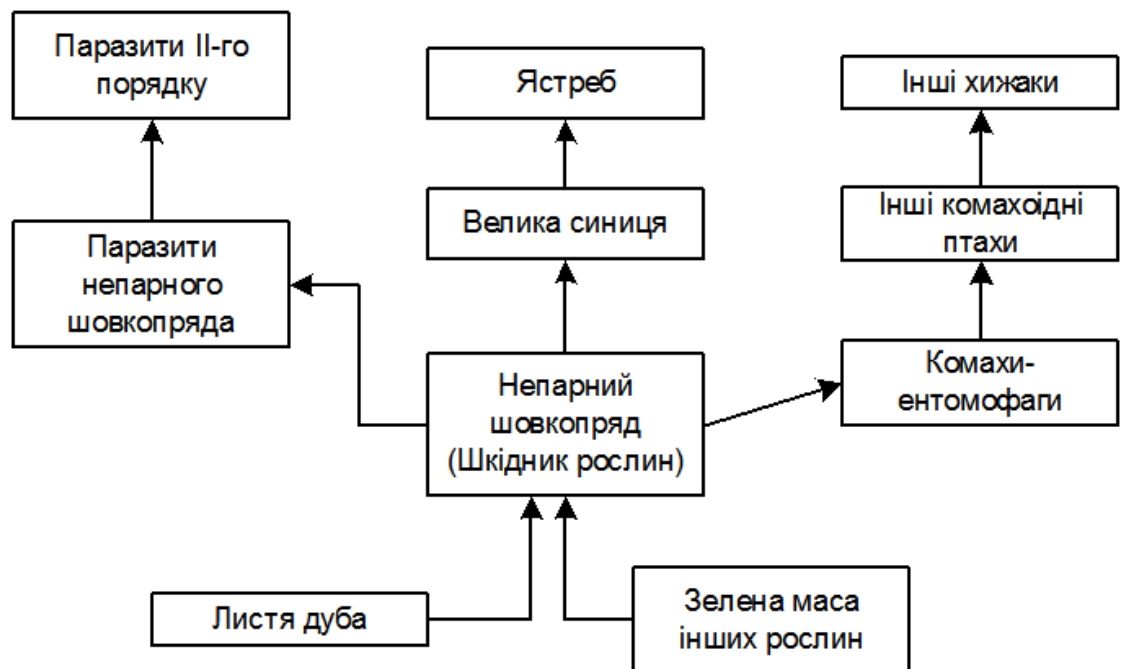 Паразити ІІ-го
порядку
Ястреб
Інші хижаки
Велика синиця
Інші комахоїдні
птахи
Паразити
непарного
шовкопряда
Непарний
шовкопряд
(Шкідник рослин)
Комахи-
ентомофаги
Листя дуба
Зелена маса
інших рослин